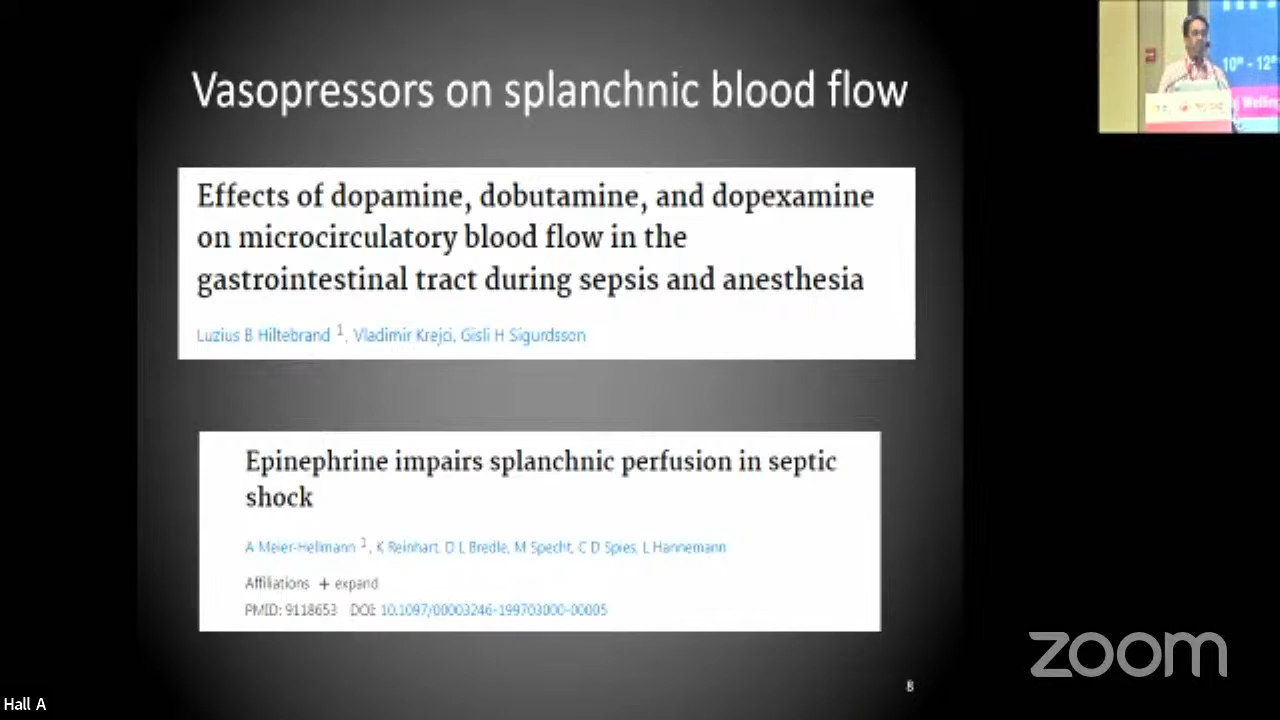 Vasopressors on splanchnic blood flow
Effects of dopamine, dobutamine, and dopexamine
on microcirculatory blood flow in the
gastrointestinal tract during sepsis and anesthesia
Luzius B Hiltebrand 1, Vladimir Krejci, Gisli H Sigurdsson
Epinephrine impairs splanchnic perfusion in septic
shock
A Meier-Hellmann 1, K Reinhart, D L Bredle, M Specht, C D Spies, L Hannemann
Affiliations + expand
PMID: 9118653 DOI: 10.1097/00003246-199703000-00005
8
10th - 12th
zoom
Hall A